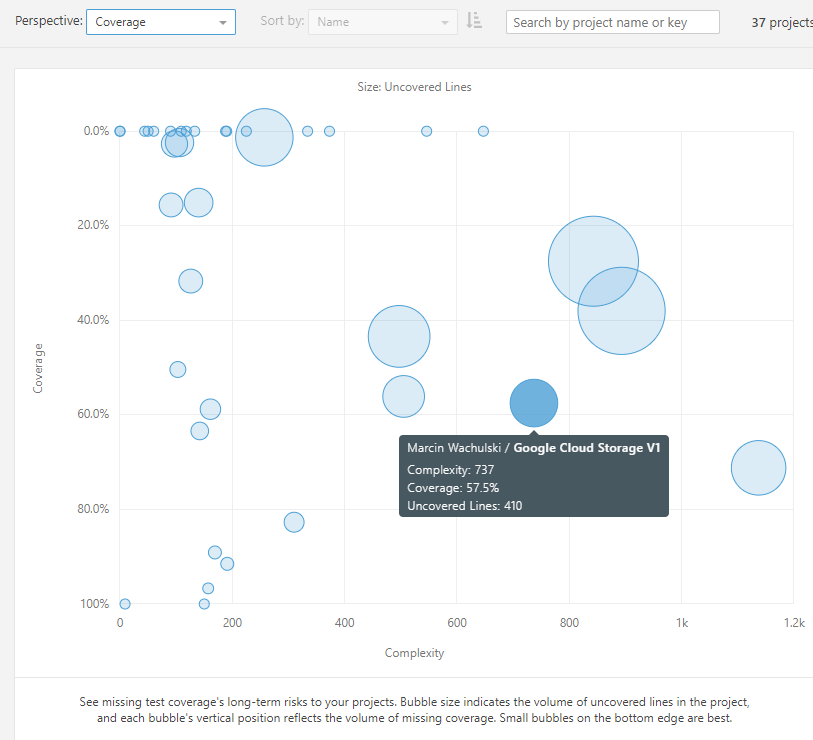 Perspective: Coverage Sort by: Name Search by project name or key 37 projects
Size: Uncovered Lines
0.0%
20.0%
40.0%
60.0%
80.0%
100%
Coverage
Marcin Wachulski / Google Cloud Storage V1
Complexity: 737
Coverage: 57.5%
Uncovered Lines: 410
0 200 400 600 800 1k 1.2k
Complexity
See missing test coverage's long-term risks to your projects. Bubble size indicates the volume of uncovered lines in the project,
and each bubble's vertical position reflects the volume of missing coverage. Small bubbles on the bottom edge are best.